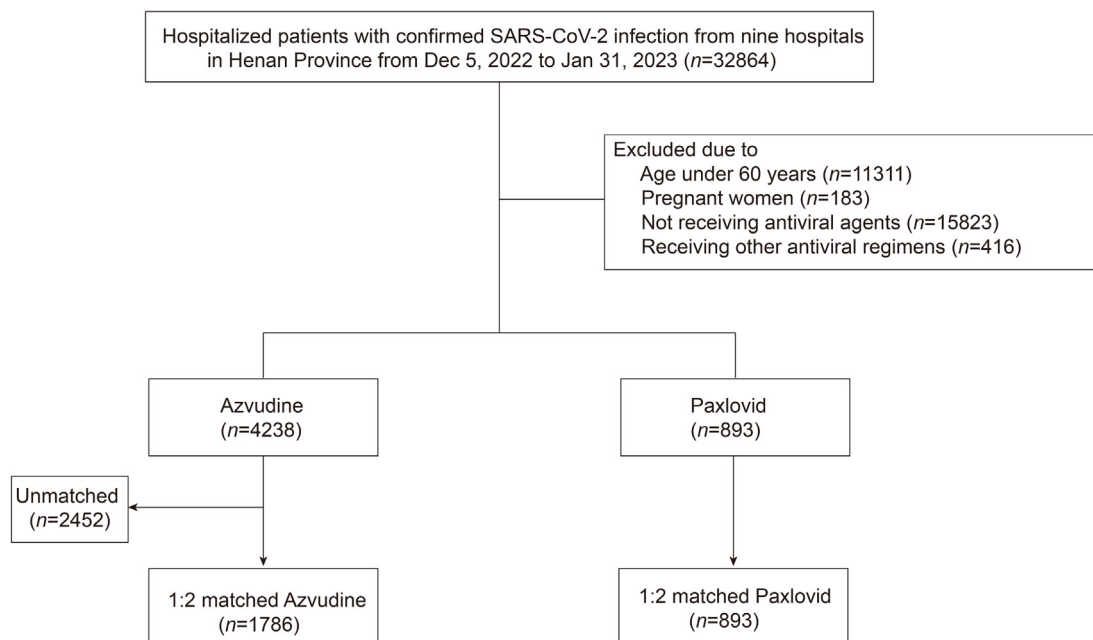 Hospitalized patients with confirmed SARS-CoV-2 infection from nine hospitals
in Henan Province from Dec 5, 2022 to Jan 31, 2023 (n=32864)
Excluded due to
Age under 60 years (n=11311)
Pregnant women (n=183)
Not receiving antiviral agents (n=15823)
Receiving other antiviral regimens (n=416)
Azvudine
(n=4238)
Paxlovid
(n=893)
Unmatched
(n=2452)
1:2 matched Azvudine
(n=1786)
1:2 matched Paxlovid
(n=893)